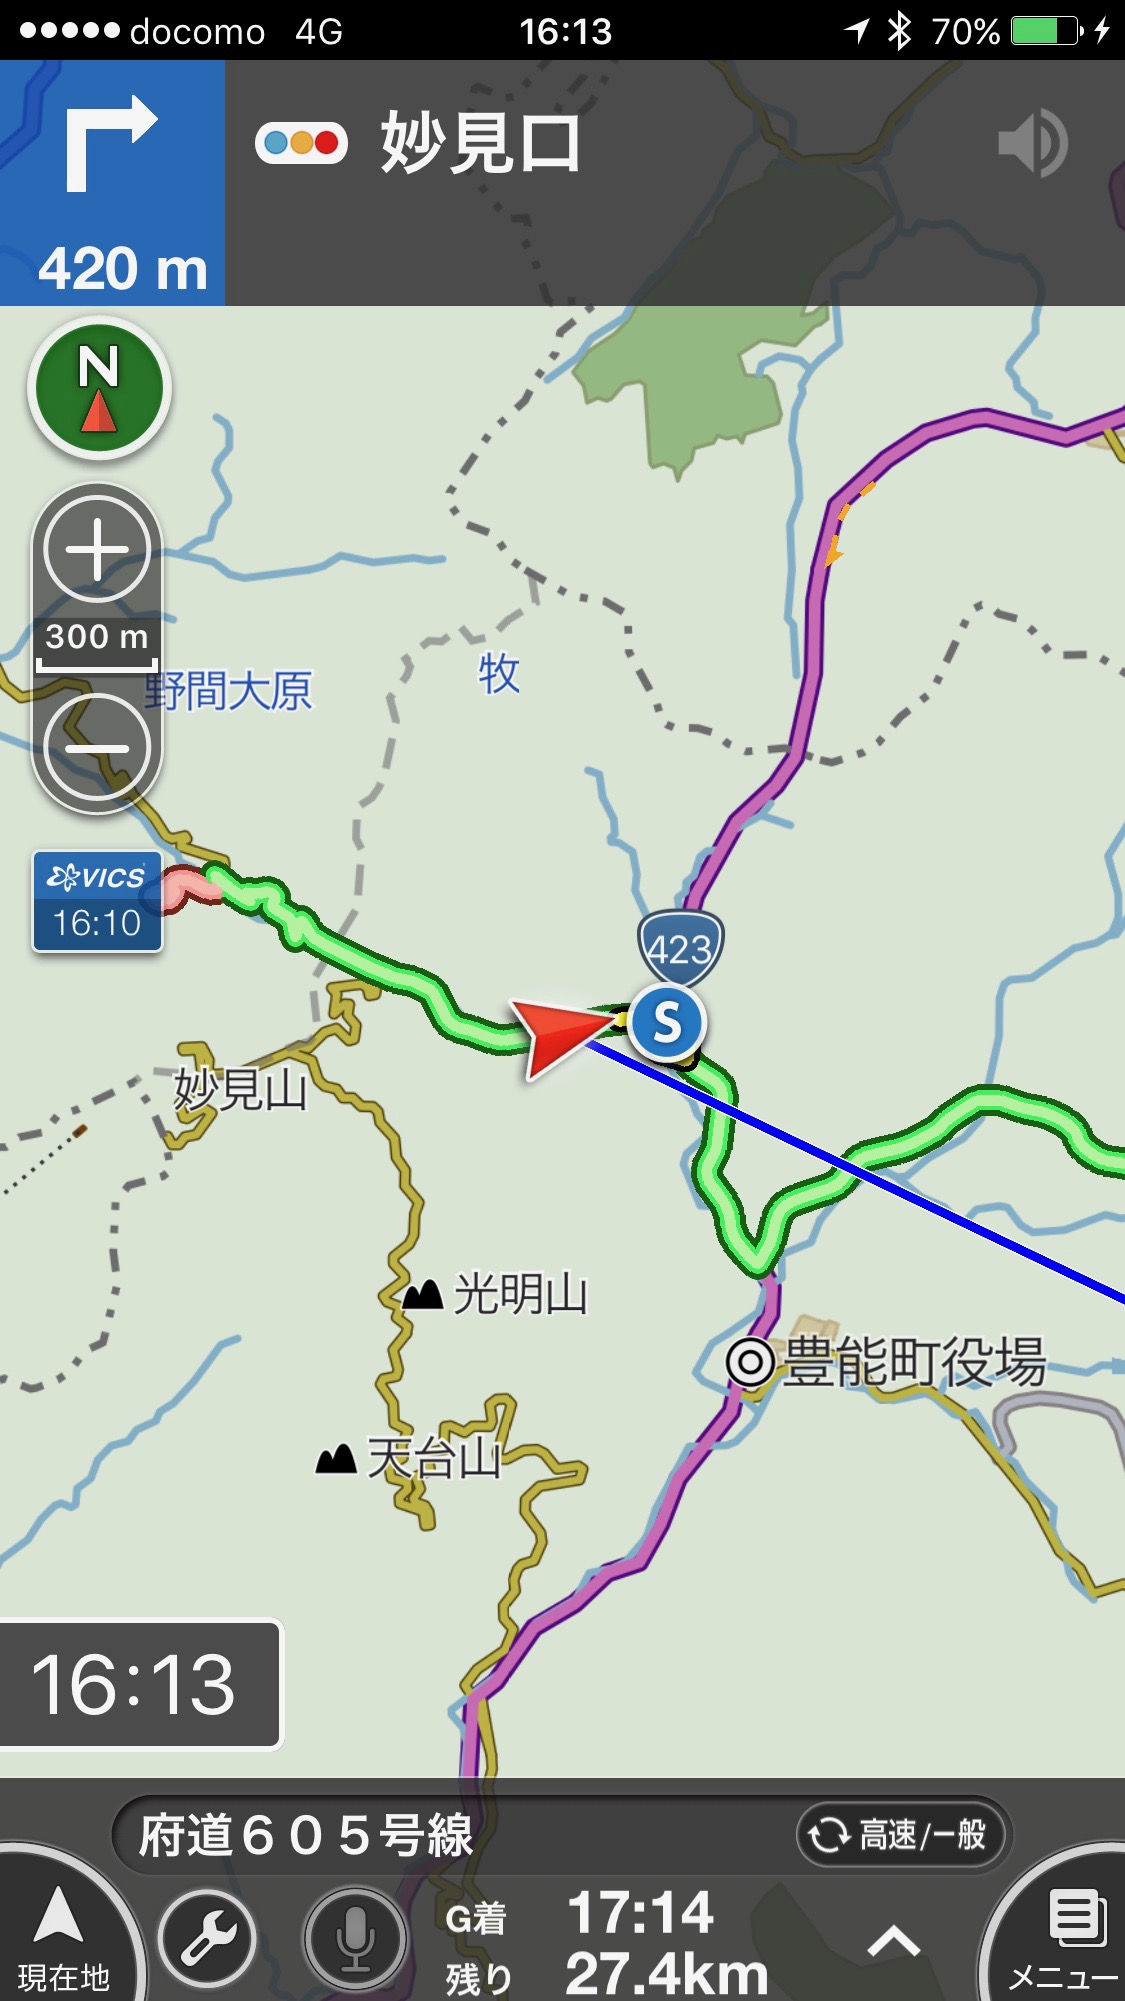 docomo 4G 16:13 70%
妙見口
420 m
N
300 m
野間大原
牧
VICS
16:10
423
S
妙見山
光明山
豊能町役場
天台山
16:13
府道６０５号線
高速/一般
G着 17:14
残り 27.4km
現在地
メニュー